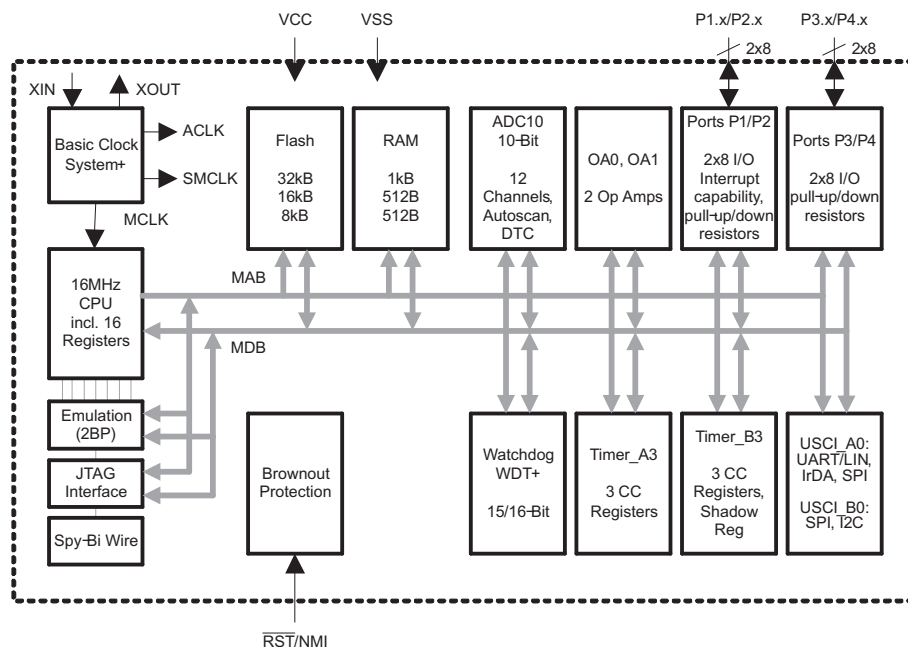 VCC
VSS
P1.x/P2.x
P3.x/P4.x
2x8
2x8
XIN
XOUT
Basic Clock
System+
ACLK
SMCLK
MCLK
Flash
32kB
16kB
8kB
RAM
1kB
512B
512B
ADC10
10-Bit
12
Channels,
Autoscan,
DTC
OA0, OA1
2 Op Amps
Ports P1/P2
2x8 I/O
Interrupt
capability,
pull-up/down
resistors
Ports P3/P4
2x8 I/O
pull-up/down
resistors
16MHz
CPU
incl. 16
Registers
MAB
MDB
Emulation
(2BP)
JTAG
Interface
Spy-Bi Wire
Brownout
Protection
Watchdog
WDT+
15/16-Bit
Timer_A3
3 CC
Registers
Timer_B3
3 CC
Registers,
Shadow
Reg
USCI_A0:
UART/LIN,
IrDA, SPI
USCI_B0:
SPI, I2C
RST/NMI